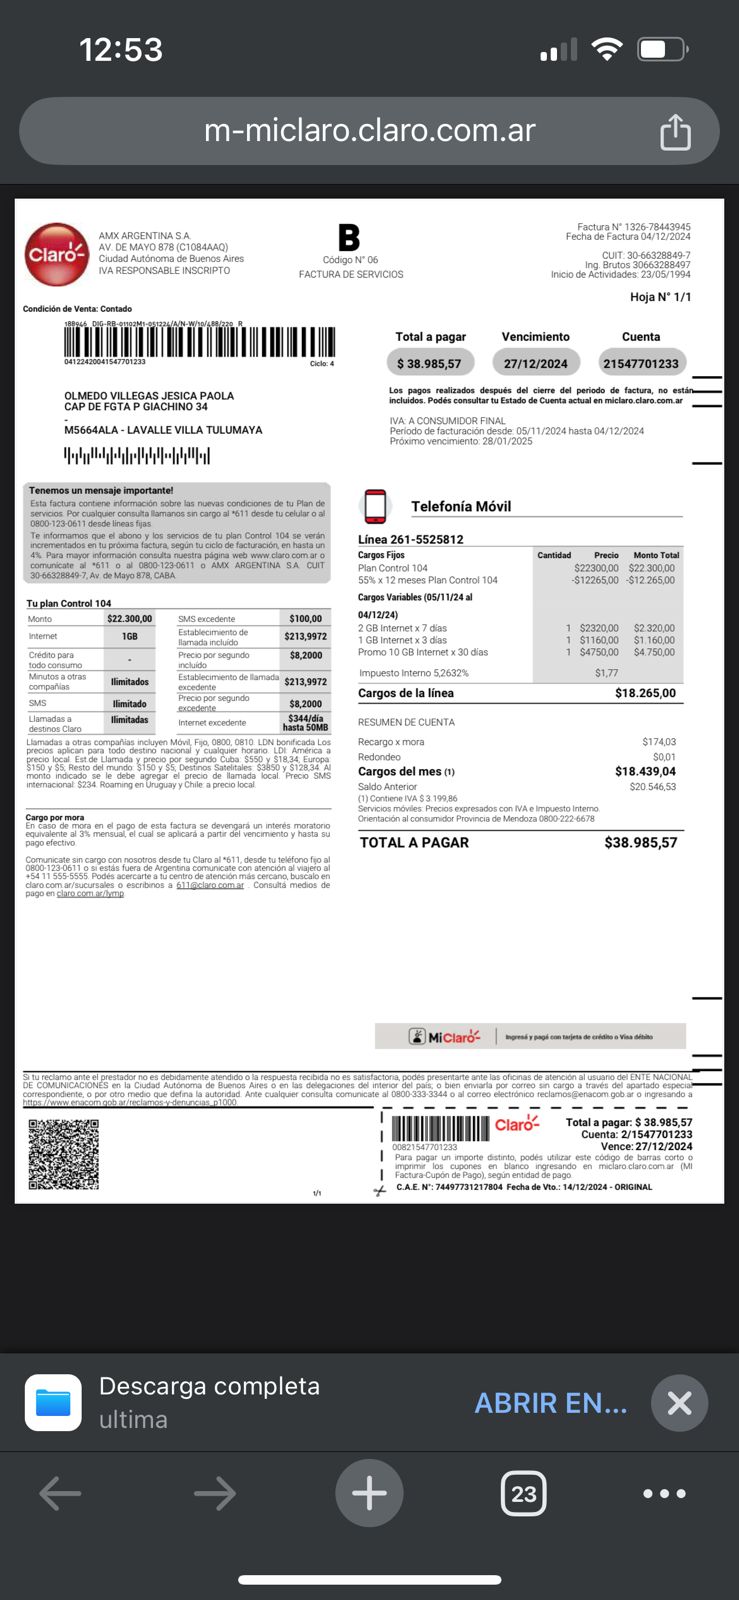 12:53
m-miclaro.claro.com.ar
Claro
AMX ARGENTINA S.A.
AV. DE MAYO 878 (C1084AAQ)
Ciudad Autónoma de Buenos Aires
IVA RESPONSABLE INSCRIPTO
B
Código N° 06
FACTURA DE SERVICIOS
Factura N° 1326-78443945
Fecha de Factura 04/12/2024
CUIT: 30-66328849-7
Ing. Brutos 30663288497
Inicio de Actividades: 23/05/1994
Hoja N° 1/1
Condición de Venta: Contado
188946 DIG-RB-01102M1-051224/A/N-W/10/488/220 R
04122420041547701233
Ciclo: 4
OLMEDO VILLEGAS JESICA PAOLA
CAP DE FGTA P GIACHINO 34
-
M5664ALA - LAVALLE VILLA TULUMAYA
Total a pagar Vencimiento Cuenta
$ 38.985,57 27/12/2024 21547701233
Los pagos realizados después del cierre del periodo de factura, no están
incluidos. Podés consultar tu Estado de Cuenta actual en miclaro.claro.com.ar
IVA: A CONSUMIDOR FINAL
Período de facturación desde: 05/11/2024 hasta 04/12/2024
Próximo vencimiento: 28/01/2025
Tenemos un mensaje importante!
Esta factura contiene información sobre las nuevas condiciones de tu Plan de
servicios. Por cualquier consulta llamanos sin cargo al *611 desde tu celular o al
0800-123-0611 desde líneas fijas.
Te informamos que el abono y los servicios de tu plan Control 104 se verán
incrementados en tu próxima factura, según tu ciclo de facturación, en hasta un
4%. Para mayor información consulta nuestra página web www.claro.com.ar o
comunícate al *611 o al 0800-123-0611 o AMX ARGENTINA S.A. CUIT
30-66328849-7, Av. de Mayo 878, CABA.
Tu plan Control 104
Monto $22.300,00 SMS excedente $100,00
Internet 1GB Establecimiento de llamada incluído $213,9972
Crédito para todo consumo - Precio por segundo incluído $8,2000
Minutos a otras compañías Ilimitados Establecimiento de llamada excedente $213,9972
SMS Ilimitado Precio por segundo excedente $8,2000
Llamadas a destinos Claro Ilimitadas Internet excedente $344/día hasta 50MB
Llamadas a otras compañías incluyen Móvil, Fijo, 0800, 0810. LDN bonificada Los
precios aplican para todo destino nacional y cualquier horario. LDI: América a
precio local. Est.de Llamada y precio por segundo Cuba: $550 y $18,34, Europa:
$150 y $5, Resto del mundo: $150 y $5; Destinos Satelitales: $3850 y $128,34. Al
monto indicado se le debe agregar el precio de llamada local. Precio SMS
internacional: $234. Roaming en Uruguay y Chile: a precio local.
Cargo por mora
En caso de mora en el pago de esta factura se devengará un interés moratorio
equivalente al 3% mensual, el cual se aplicará a partir del vencimiento y hasta su
pago efectivo.
Comunicate sin cargo con nosotros desde tu Claro al *611, desde tu teléfono fijo al
0800-123-0611 o si estás fuera de Argentina comunicate con atención al viajero al
+54 11 555-5555. Podés acercarte a tu centro de atención más cercano, buscalo en
claro.com.ar/sucursales o escribinos a 611@claro.com.ar . Consultá medios de
pago en claro.com.ar/lymp
Telefonía Móvil
Línea 261-5525812
Cargos Fijos Cantidad Precio Monto Total
Plan Control 104 $22300,00 $22.300,00
55% x 12 meses Plan Control 104 -$12265,00 -$12.265,00
Cargos Variables (05/11/24 al
04/12/24)
2 GB Internet x 7 días 1 $2320,00 $2.320,00
1 GB Internet x 3 días 1 $1160,00 $1.160,00
Promo 10 GB Internet x 30 días 1 $4750,00 $4.750,00
Impuesto Interno 5,2632% $1,77
Cargos de la línea $18.265,00
RESUMEN DE CUENTA
Recargo x mora $174,03
Redondeo $0,01
Cargos del mes (1) $18.439,04
Saldo Anterior $20.546,53
(1) Contiene IVA $ 3.199,86
Servicios móviles: Precios expresados con IVA e Impuesto Interno.
Orientación al consumidor Provincia de Mendoza 0800-222-6678
TOTAL A PAGAR $38.985,57
MiClaro Ingresá y pagá con tarjeta de crédito o Visa débito
Si tu reclamo ante el prestador no es debidamente atendido o la respuesta recibida no es satisfactoria, podés presentarte ante las oficinas de atención al usuario del ENTE NACIONAL
DE COMUNICACIONES en la Ciudad Autónoma de Buenos Aires o en las delegaciones del interior del país; o bien enviarla por correo sin cargo a través del apartado especial
correspondiente, o por otro medio que defina la autoridad. Ante cualquier consulta comunicate al 0800-333-3344 o al correo electrónico reclamos@enacom.gob.ar o ingresando a
https://www.enacom.gob.ar/reclamos-y-denuncias_p1000.
Claro
00821547701233
Total a pagar: $ 38.985,57
Cuenta: 2/1547701233
Vence: 27/12/2024
Para pagar un importe distinto, podés utilizar este código de barras corto o
imprimir los cupones en blanco ingresando en miclaro.claro.com.ar (MI
Factura-Cupón de Pago), según entidad de pago.
C.A.E. N°: 74497731217804 Fecha de Vto.: 14/12/2024 - ORIGINAL
1/1
Descarga completa
ultima
ABRIR EN...
23